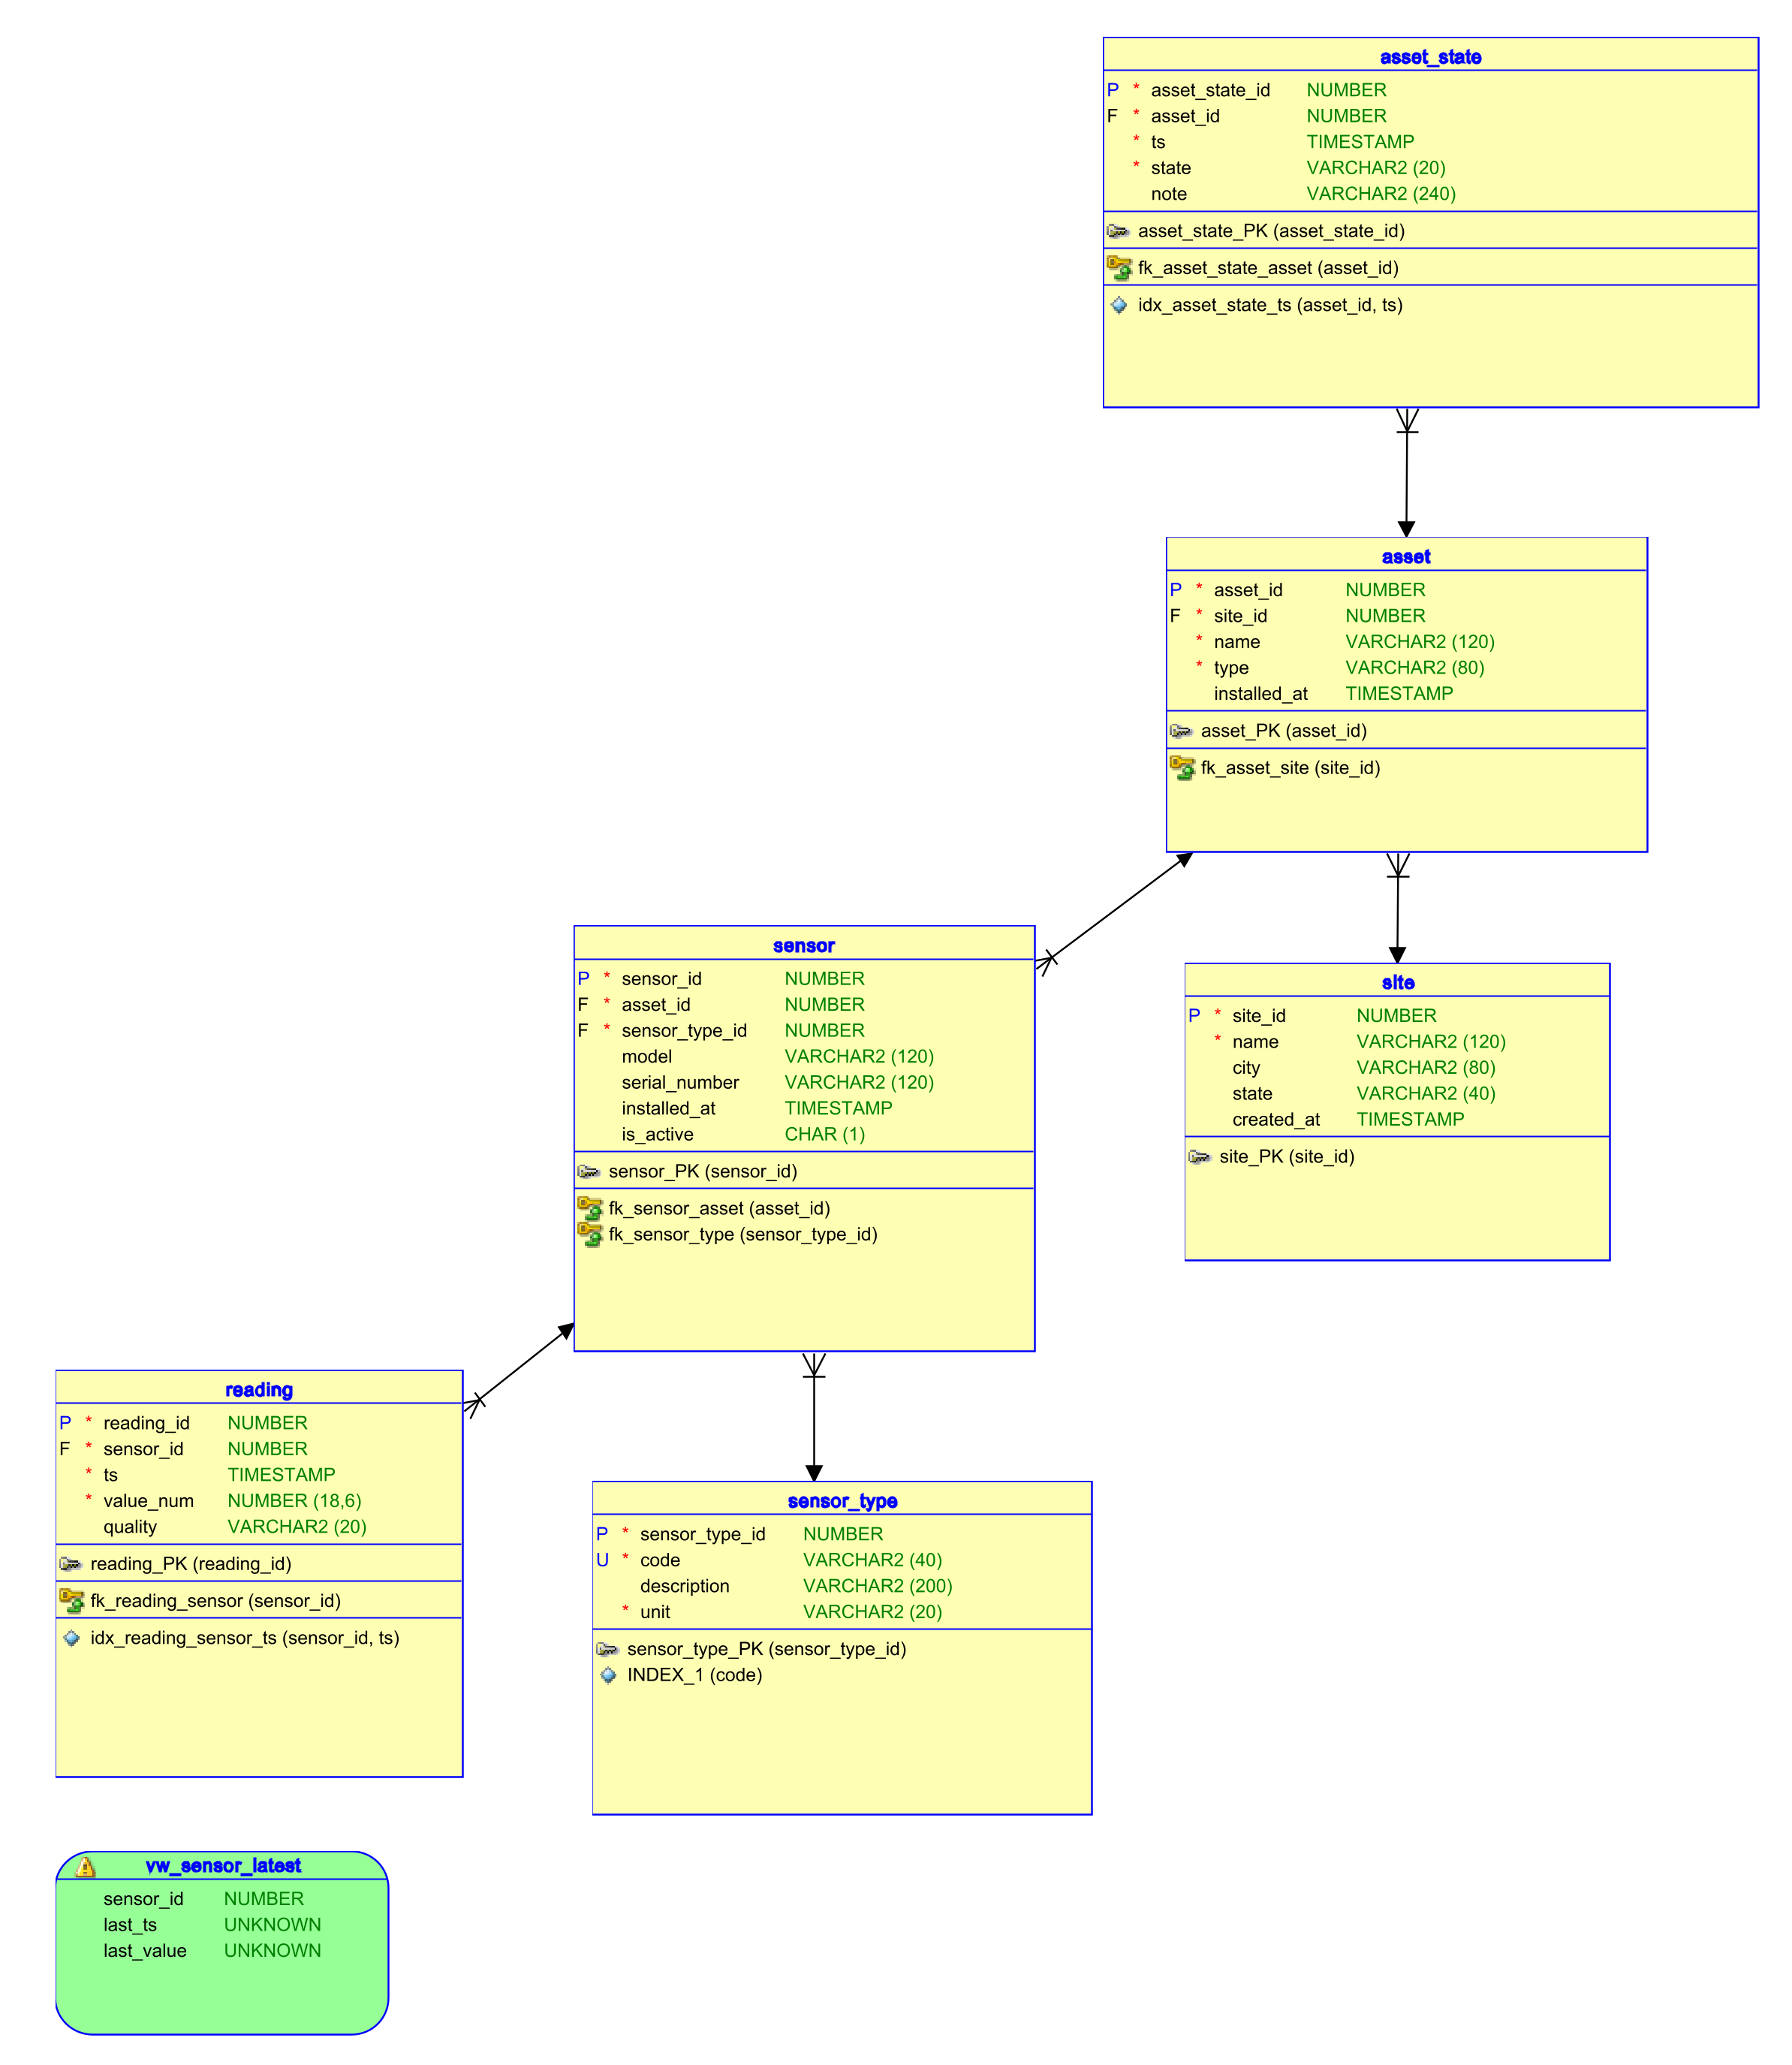 asset_state
P * asset_state_id NUMBER
F * asset_id NUMBER
* ts TIMESTAMP
* state VARCHAR2 (20)
note VARCHAR2 (240)
asset_state_PK (asset_state_id)
fk_asset_state_asset (asset_id)
idx_asset_state_ts (asset_id, ts)
asset
P * asset_id NUMBER
F * site_id NUMBER
* name VARCHAR2 (120)
* type VARCHAR2 (80)
installed_at TIMESTAMP
asset_PK (asset_id)
fk_asset_site (site_id)
sensor
P * sensor_id NUMBER
F * asset_id NUMBER
F * sensor_type_id NUMBER
model VARCHAR2 (120)
serial_number VARCHAR2 (120)
installed_at TIMESTAMP
is_active CHAR (1)
sensor_PK (sensor_id)
fk_sensor_asset (asset_id)
fk_sensor_type (sensor_type_id)
site
P * site_id NUMBER
* name VARCHAR2 (120)
city VARCHAR2 (80)
state VARCHAR2 (40)
created_at TIMESTAMP
site_PK (site_id)
reading
P * reading_id NUMBER
F * sensor_id NUMBER
* ts TIMESTAMP
* value_num NUMBER (18,6)
quality VARCHAR2 (20)
reading_PK (reading_id)
fk_reading_sensor (sensor_id)
idx_reading_sensor_ts (sensor_id, ts)
sensor_type
P * sensor_type_id NUMBER
U * code VARCHAR2 (40)
description VARCHAR2 (200)
* unit VARCHAR2 (20)
sensor_type_PK (sensor_type_id)
INDEX_1 (code)
vw_sensor_latest
sensor_id NUMBER
last_ts UNKNOWN
last_value UNKNOWN